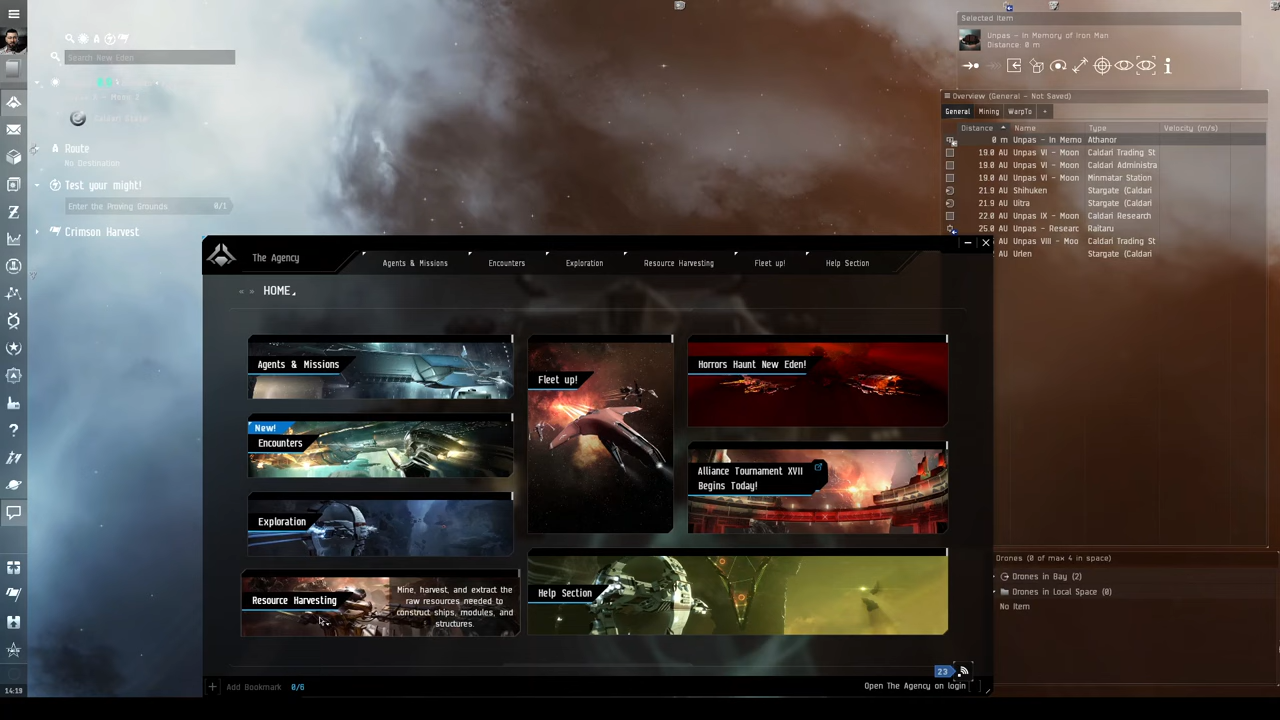 Search New Eden
Caldari State
Route
No Destination
Test your might!
Enter the Proving Grounds 0/1
Crimson Harvest
14:19
Selected Item
Unpas - In Memory of Iron Man
Distance: 0 m
Overview (General - Not Saved)
General Mining WarpTo +
Distance Name Type Velocity (m/s)
0 m Unpas - In Memo Athanor
19.0 AU Unpas VI - Moon Caldari Trading St
19.0 AU Unpas VI - Moon Caldari Administra
19.0 AU Unpas VI - Moon Minmatar Station
21.9 AU Shihuken Stargate (Caldari
21.9 AU Uitra Stargate (Caldari
22.0 AU Unpas IX - Moon Caldari Research
25.0 Unpas - Researc Raitaru
AU Unpas VIII - Moo Caldari Trading St
AU Urlen Stargate (Caldari
The Agency
Agents & Missions Encounters Exploration Resource Harvesting Fleet up! Help Section
« » HOME
Agents & Missions
New!
Encounters
Exploration
Resource Harvesting
Mine, harvest, and extract the
raw resources needed to
construct ships, modules, and
structures.
Fleet up!
Horrors Haunt New Eden!
Alliance Tournament XVII
Begins Today!
Help Section
23
+ Add Bookmark 0/6
Open The Agency on login
Drones (0 of max 4 in space)
Drones in Bay (2)
Drones in Local Space (0)
No Item